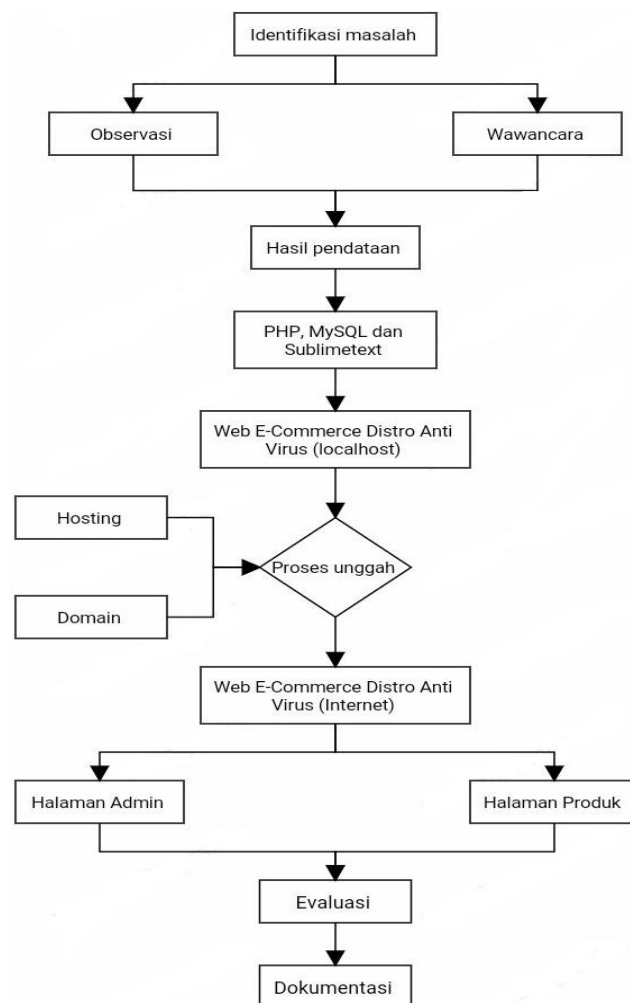 Identifikasi masalah
Observasi
Wawancara
Hasil pendataan
PHP, MySQL dan
Sublimetext
Web E-Commerce Distro Anti
Virus (localhost)
Hosting
Proses unggah
Domain
Web E-Commerce Distro Anti
Virus (Internet)
Halaman Admin
Halaman Produk
Evaluasi
Dokumentasi